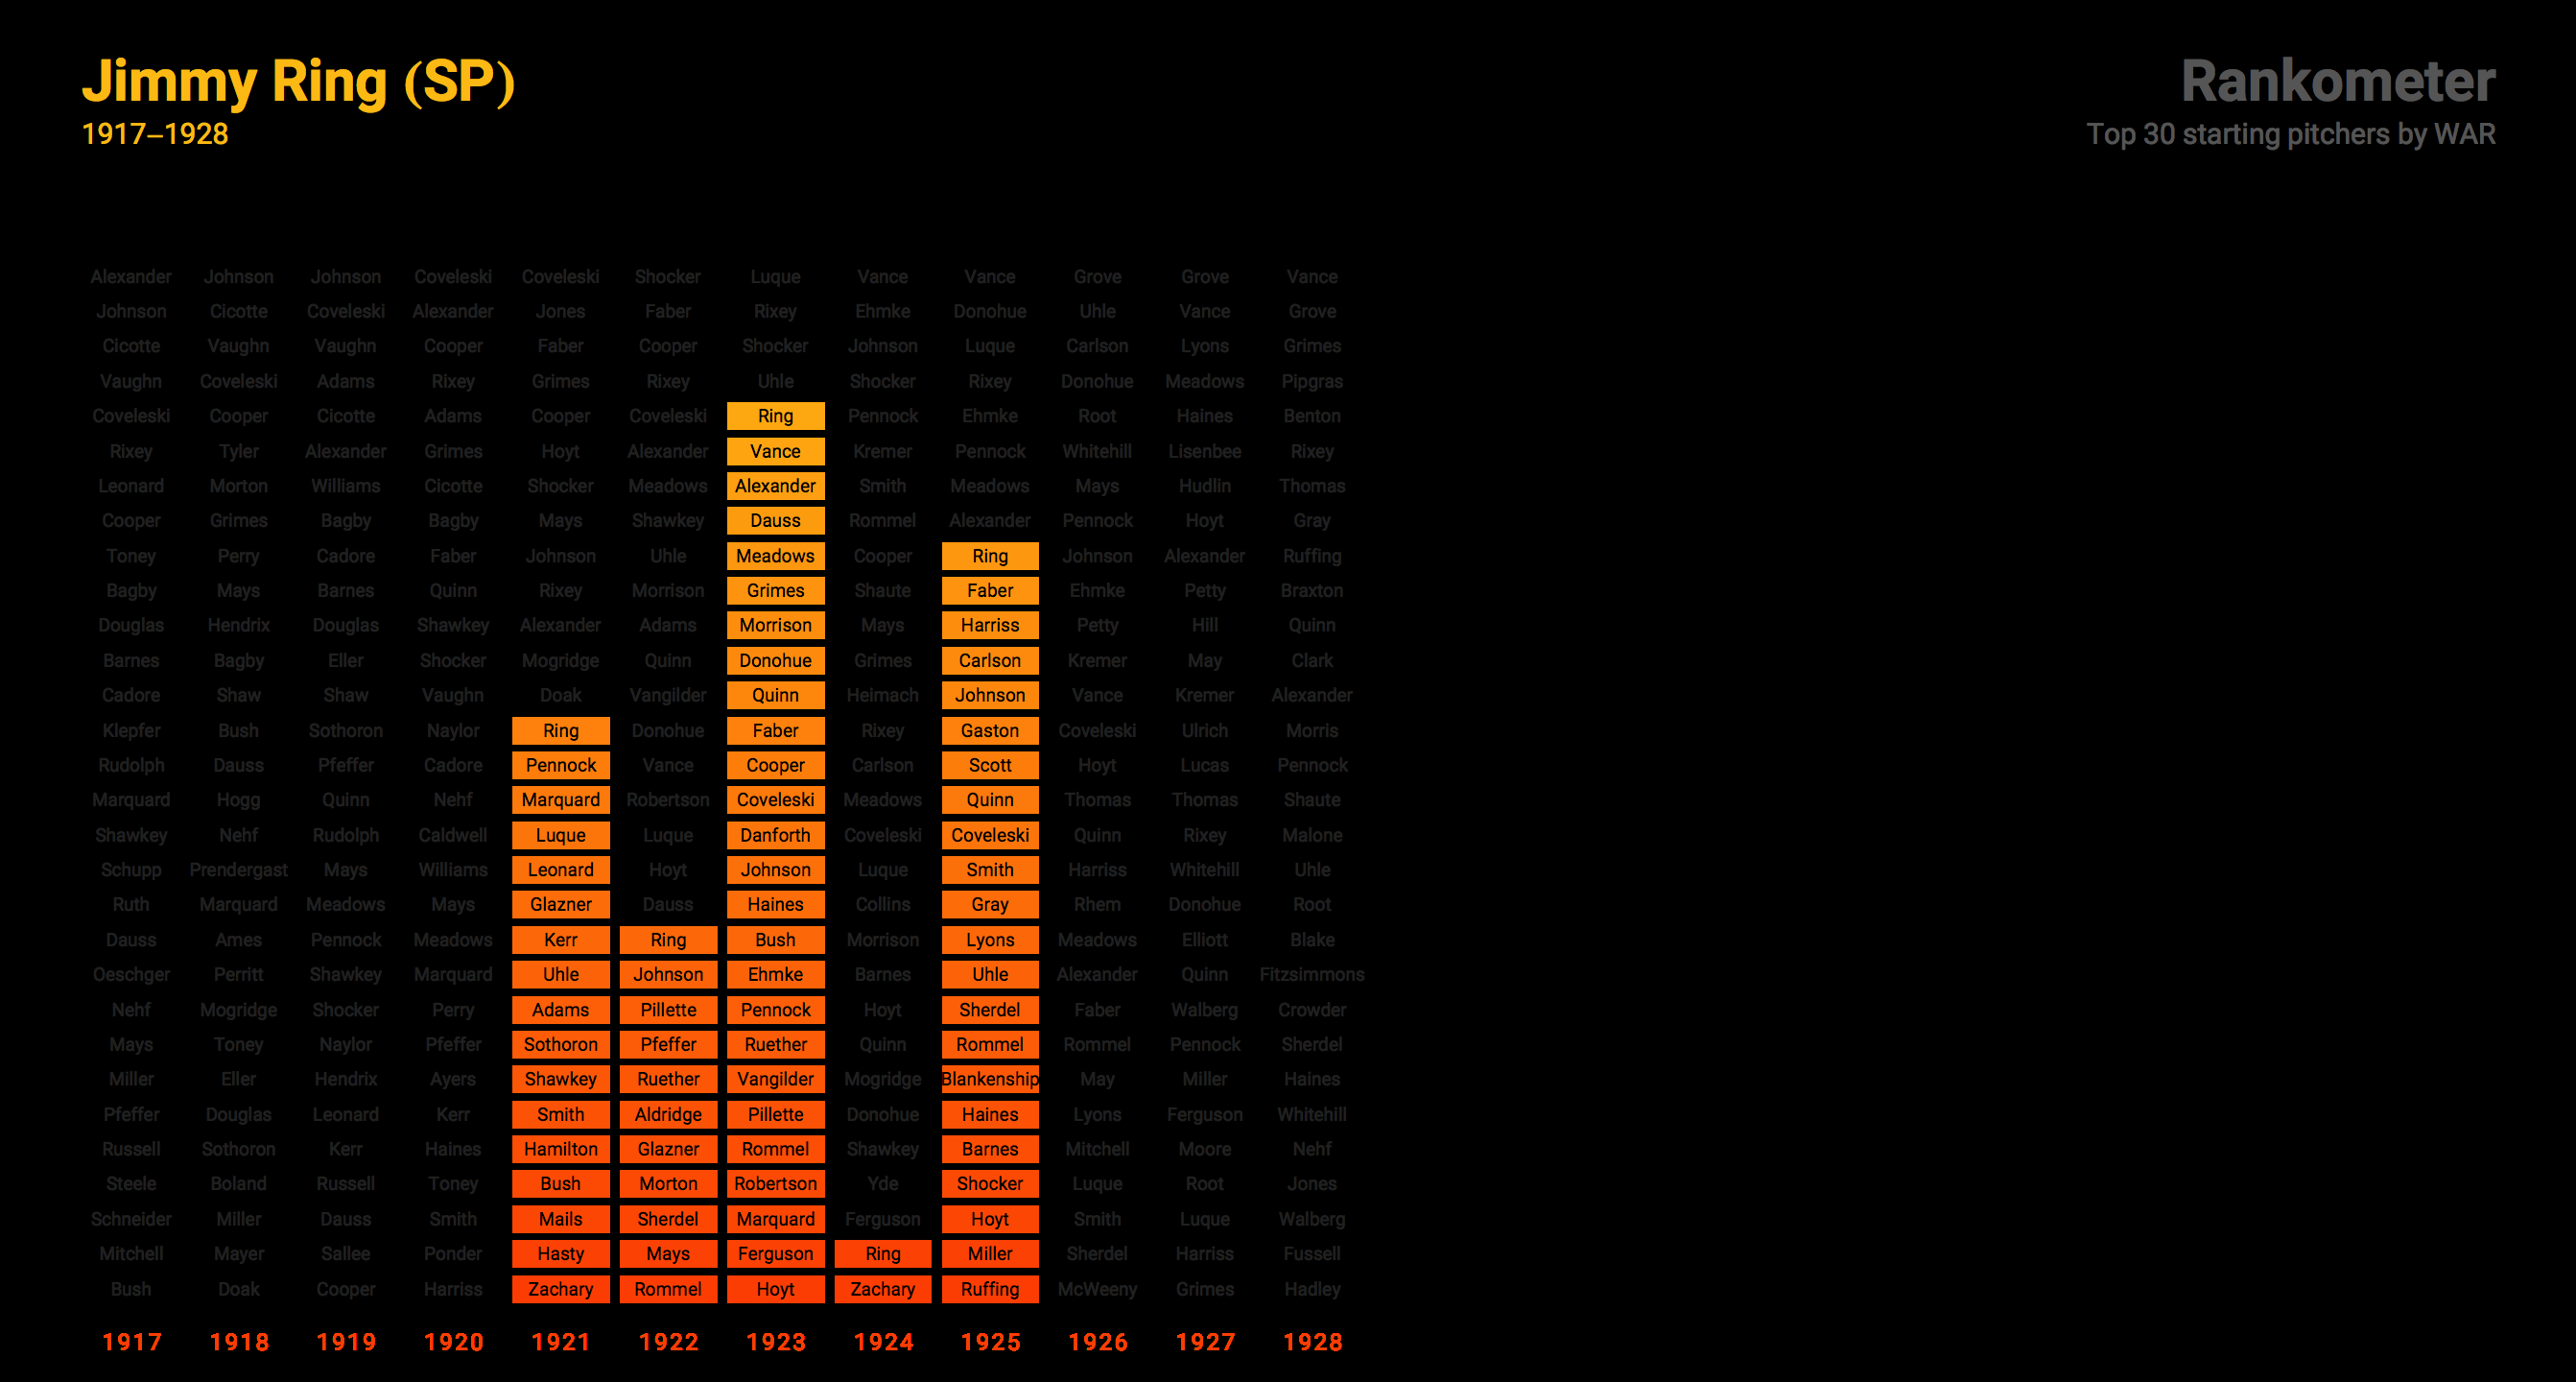 Jimmy Ring (SP)
1917–1928
Rankometer
Top 30 starting pitchers by WAR
Alexander Johnson Johnson Coveleski Coveleski Shocker Luque Vance Vance Grove Grove Vance
Johnson Cicotte Coveleski Alexander Jones Faber Rixey Ehmke Donohue Uhle Vance Grove
Cicotte Vaughn Vaughn Cooper Faber Cooper Shocker Johnson Luque Carlson Lyons Grimes
Vaughn Coveleski Adams Rixey Grimes Rixey Uhle Shocker Rixey Donohue Meadows Pipgras
Coveleski Cooper Cicotte Adams Cooper Coveleski Ring Pennock Ehmke Root Haines Benton
Rixey Tyler Alexander Grimes Hoyt Alexander Vance Kremer Pennock Whitehill Lisenbee Rixey
Leonard Morton Williams Cicotte Shocker Meadows Alexander Smith Meadows Mays Hudlin Thomas
Cooper Grimes Bagby Bagby Mays Shawkey Dauss Rommel Alexander Pennock Hoyt Gray
Toney Perry Cadore Faber Johnson Uhle Meadows Cooper Ring Johnson Alexander Ruffing
Bagby Mays Barnes Quinn Rixey Morrison Grimes Shaute Faber Ehmke Petty Braxton
Douglas Hendrix Douglas Shawkey Alexander Adams Morrison Mays Harriss Petty Hill Quinn
Barnes Bagby Eller Shocker Mogridge Quinn Donohue Grimes Carlson Kremer May Clark
Cadore Shaw Shaw Vaughn Doak Vangilder Quinn Heimach Johnson Vance Kremer Alexander
Klepfer Bush Sothoron Naylor Ring Donohue Faber Rixey Gaston Coveleski Ulrich Morris
Rudolph Dauss Pfeffer Cadore Pennock Vance Cooper Carlson Scott Hoyt Lucas Pennock
Marquard Hogg Quinn Nehf Marquard Robertson Coveleski Meadows Quinn Thomas Thomas Shaute
Shawkey Nehf Rudolph Caldwell Luque Luque Danforth Coveleski Coveleski Quinn Rixey Malone
Schupp Prendergast Mays Williams Leonard Hoyt Johnson Luque Smith Harriss Whitehill Uhle
Ruth Marquard Meadows Mays Glazner Dauss Haines Collins Gray Rhem Donohue Root
Dauss Ames Pennock Meadows Kerr Ring Bush Morrison Lyons Meadows Elliott Blake
Oeschger Perritt Shawkey Marquard Uhle Johnson Ehmke Barnes Uhle Alexander Quinn Fitzsimmons
Nehf Mogridge Shocker Perry Adams Pillette Pennock Hoyt Sherdel Faber Walberg Crowder
Mays Toney Naylor Pfeffer Sothoron Pfeffer Ruether Quinn Rommel Rommel Pennock Sherdel
Miller Eller Hendrix Ayers Shawkey Ruether Vangilder Mogridge Blankenship May Miller Haines
Pfeffer Douglas Leonard Kerr Smith Aldridge Pillette Donohue Haines Lyons Ferguson Whitehill
Russell Sothoron Kerr Haines Hamilton Glazner Rommel Shawkey Barnes Mitchell Moore Nehf
Steele Boland Russell Toney Bush Morton Robertson Yde Shocker Luque Root Jones
Schneider Miller Dauss Smith Mails Sherdel Marquard Ferguson Hoyt Smith Luque Walberg
Mitchell Mayer Sallee Ponder Hasty Mays Ferguson Ring Miller Sherdel Harriss Fussell
Bush Doak Cooper Harriss Zachary Rommel Hoyt Zachary Ruffing McWeeny Grimes Hadley
1917 1918 1919 1920 1921 1922 1923 1924 1925 1926 1927 1928